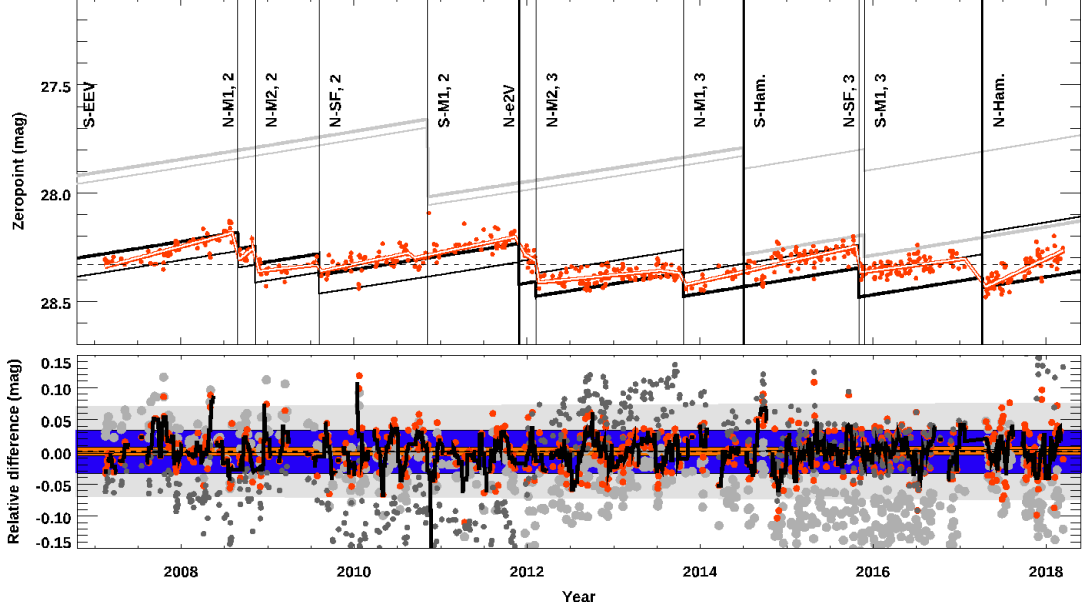 S-EEV
N-M1, 2
N-M2, 2
N-SF, 2
S-M1, 2
N-e2V
N-M2, 3
N-M1, 3
S-Ham.
N-SF, 3
S-M1, 3
N-Ham.
Zeropoint (mag)
27.5
28.0
28.5
Relative difference (mag)
0.15
0.10
0.05
0.00
-0.05
-0.10
-0.15
2008 2010 2012 2014 2016 2018
Year